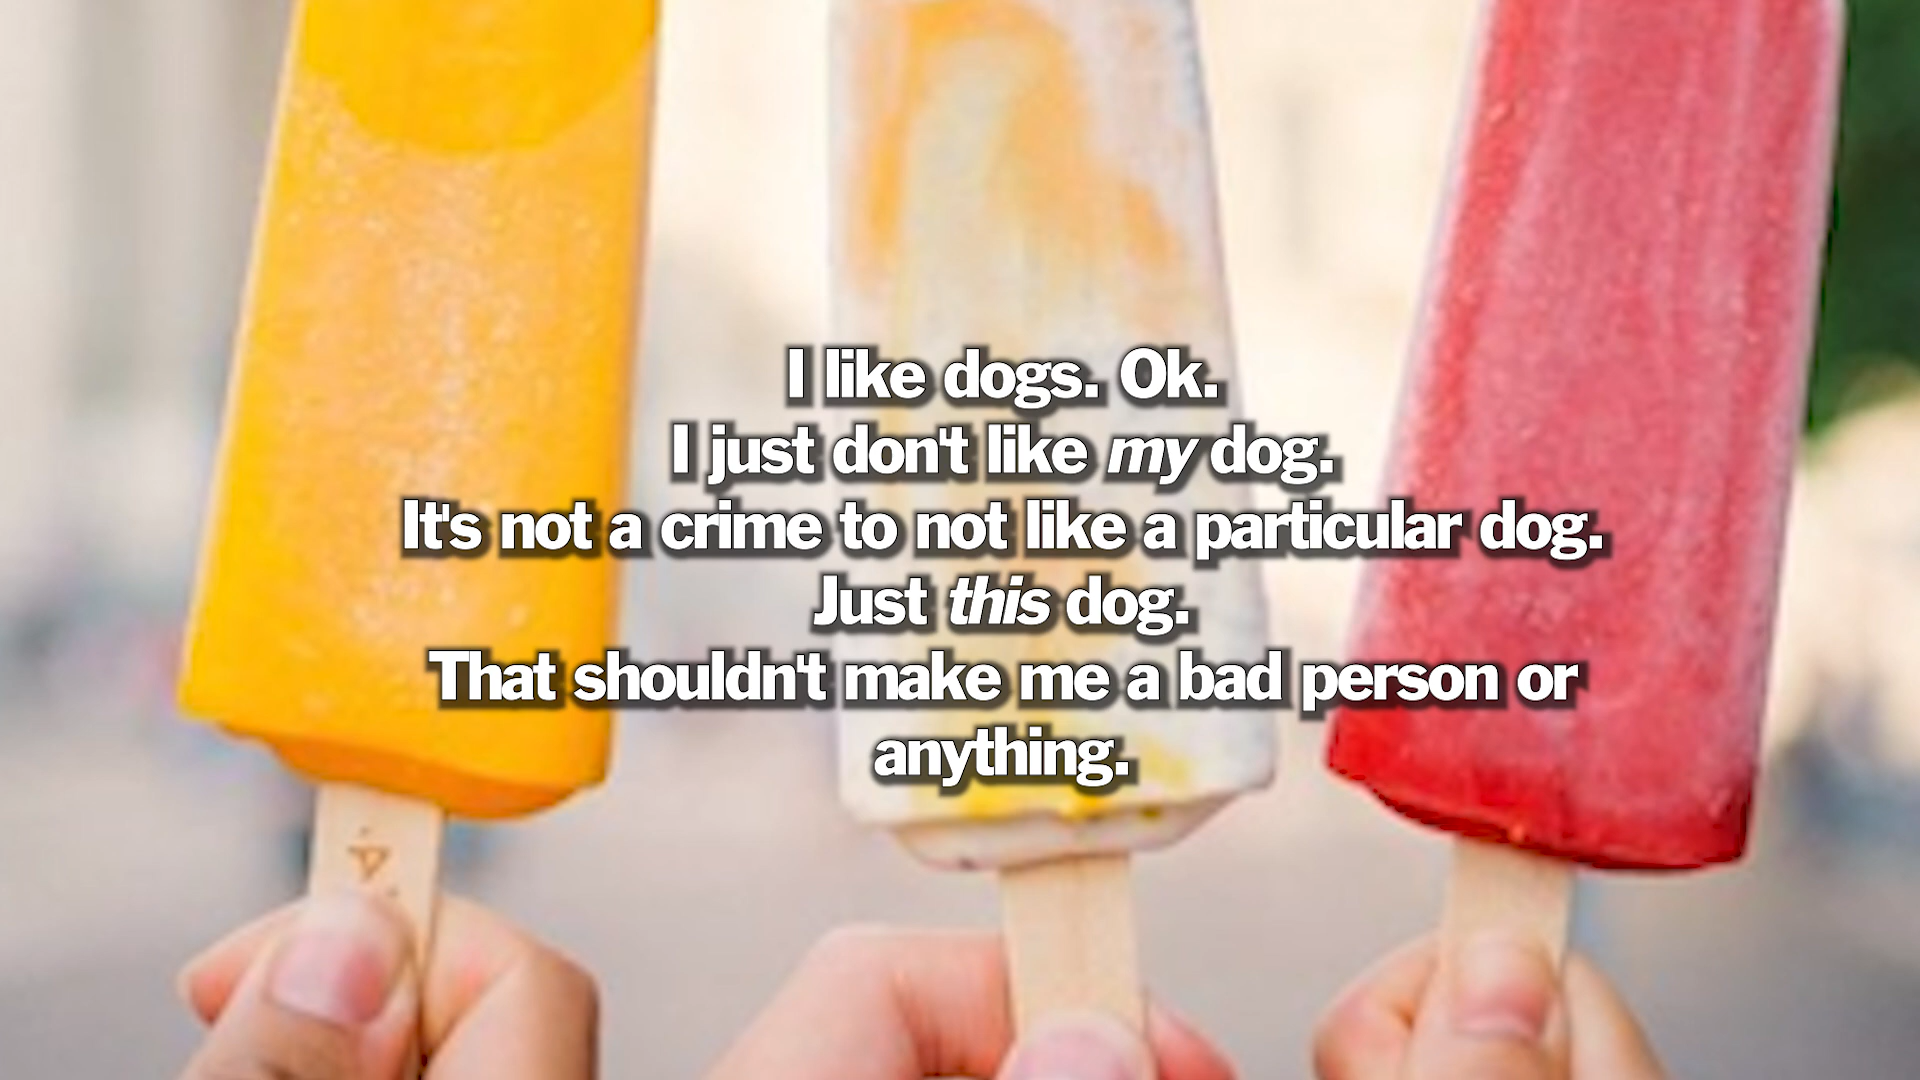 I like dogs. Ok.
I just don't like my dog.
It's not a crime to not like a particular dog.
Just this dog.
That shouldn't make me a bad person or
anything.